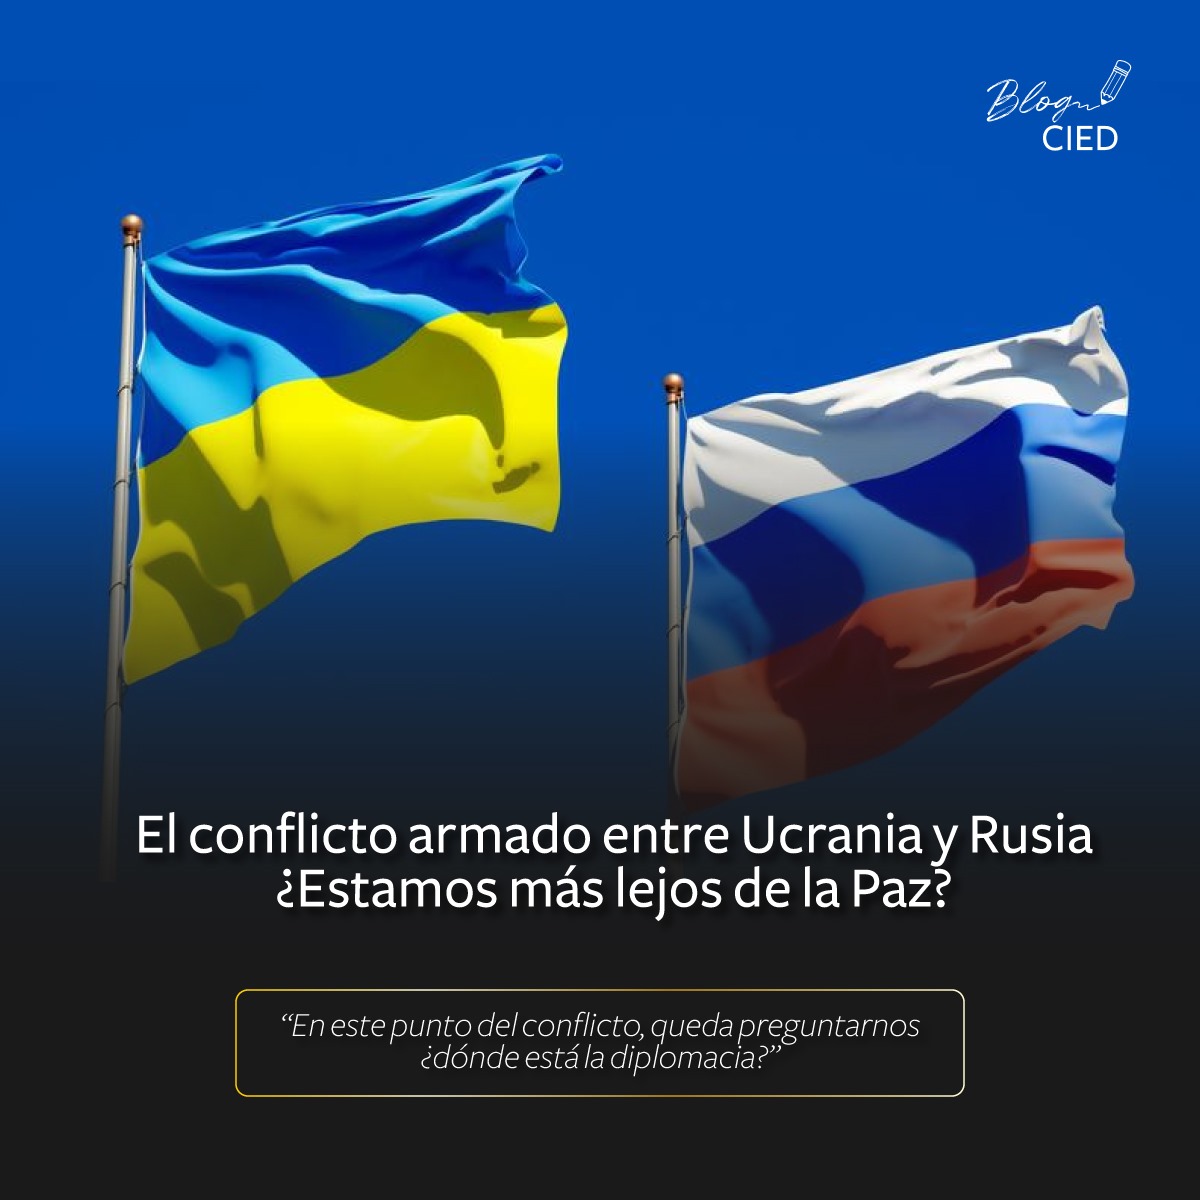 Blog
CIED
El conflicto armado entre Ucrania y Rusia
¿Estamos más lejos de la Paz?
“En este punto del conflicto, queda preguntarnos
¿dónde está la diplomacia?”